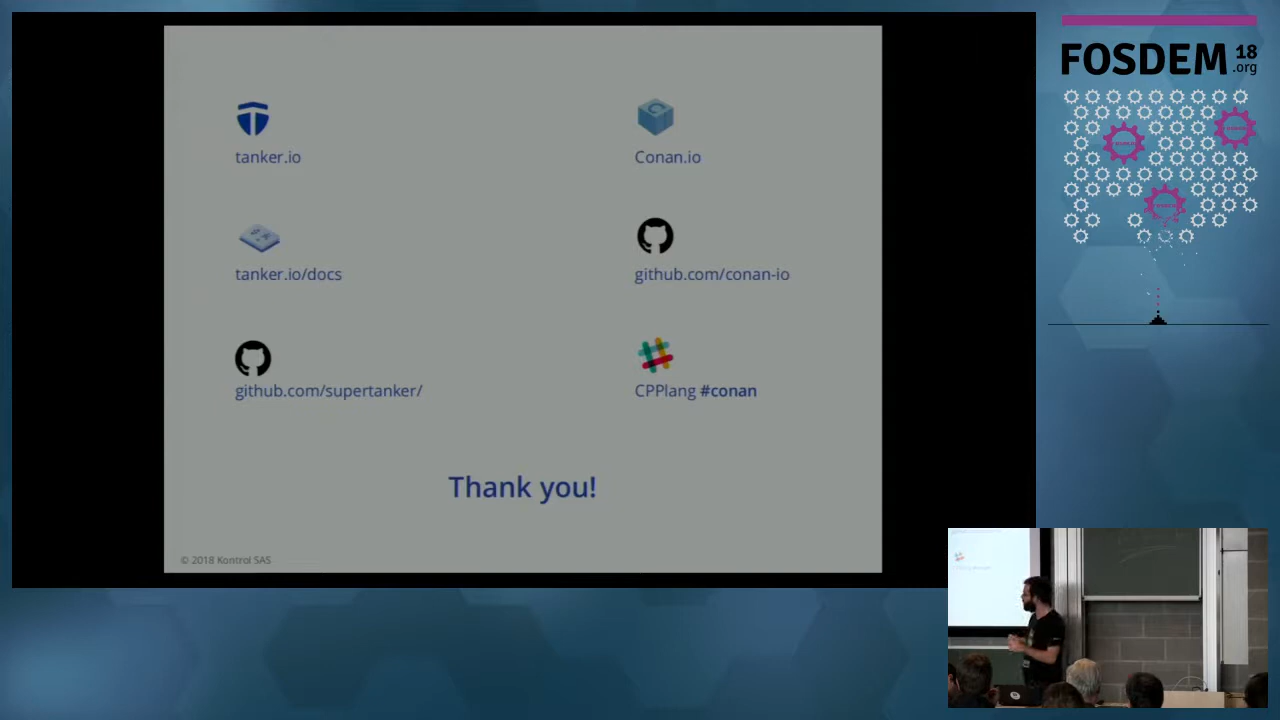 tanker.io
Conan.io
tanker.io/docs
github.com/conan-io
github.com/supertanker/
CPPlang #conan
Thank you!
© 2018 Kontrol SAS
FOSDEM 18
.org